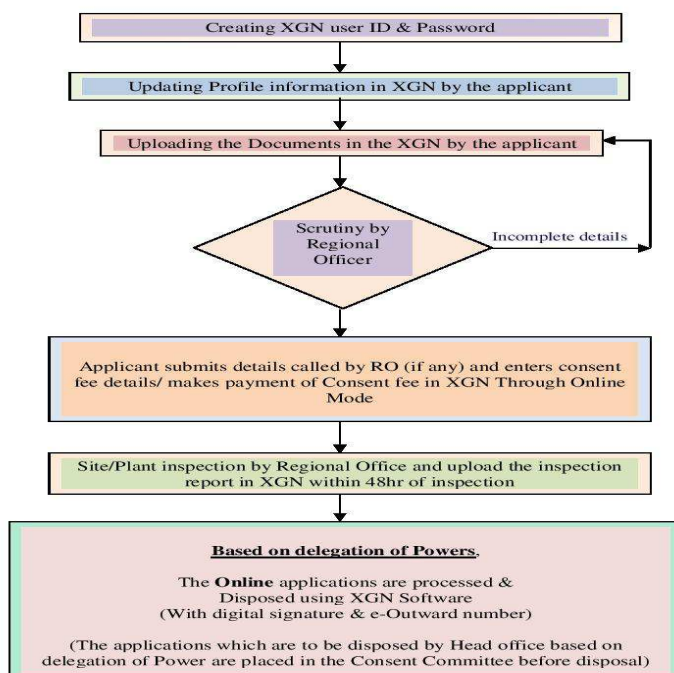 Creating XGN user ID & Password
Updating Profile information in XGN by the applicant
Uploading the Documents in the XGN by the applicant
Scrutiny by
Regional
Officer
Incomplete details
Applicant submits details called by RO (if any) and enters consent
fee details/ makes payment of Consent fee in XGN Through Online
Mode
Site/Plant inspection by Regional Office and upload the inspection
report in XGN within 48hr of inspection
Based on delegation of Powers,
The Online applications are processed &
Disposed using XGN Software
(With digital signature & e-Outward number)
(The applications which are to be disposed by Head office based on
delegation of Power are placed in the Consent Committee before disposal)